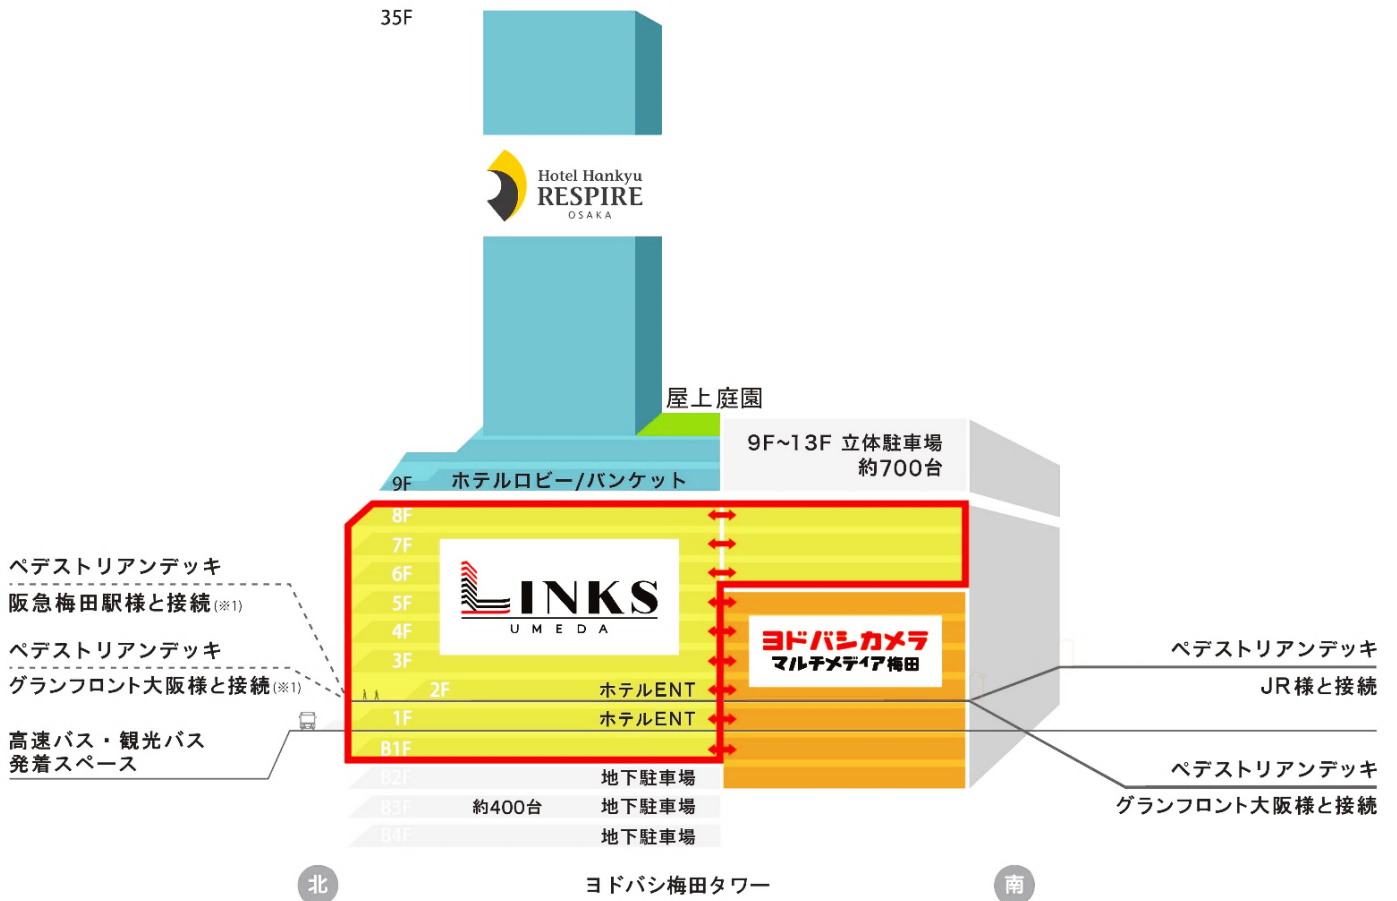 35F
Hotel Hankyu
RESPIRE
OSAKA
屋上庭園
9F~13F 立体駐車場
約700台
9F ホテルロビー/バンケット
8F
7F
6F
5F
4F
3F
2F ホテルENT
1F ホテルENT
B1F
B2F 地下駐車場
B3F 約400台 地下駐車場
B4F 地下駐車場
LINKS
UMEDA
ヨドバシカメラ
マルチメディア梅田
ペデストリアンデッキ
阪急梅田駅様と接続(※1)
ペデストリアンデッキ
グランフロント大阪様と接続(※1)
高速バス・観光バス
発着スペース
ペデストリアンデッキ
JR様と接続
ペデストリアンデッキ
グランフロント大阪様と接続
北
ヨドバシ梅田タワー
南